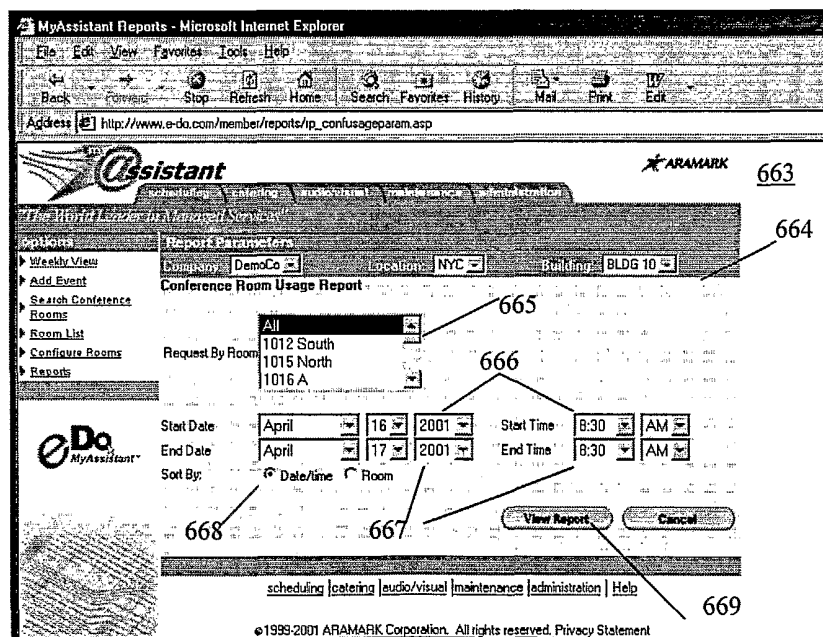 MyAssistant Reports - Microsoft Internet Explorer
File Edit View Favorites Tools Help
Back Forward Stop Refresh Home Search Favorites History Mail Print Edit
Address http://www.e-do.com/member/reports/rp_confusageparam.asp
@ssistant
ARAMARK
663
scheduling catering audio/visual maintenance administration
"The World Leader in Managed Services"
664
options
Report Parameters
Company: DemoCo Location: NYC Building: BLDG 10
Weekly View
Add Event
Search Conference
Rooms
Room List
Configure Rooms
Reports
Conference Room Usage Report
665
Request By Room
All
1012 South
1015 North
1016 A
666
Start Date April 16 2001 Start Time 8:30 AM
End Date April 17 2001 End Time 8:30 AM
Sort By: Date/time Room
eDo
MyAssistant™
668
667
View Report Cancel
scheduling |catering |audio/visual |maintenance |administration | Help
669
©1999-2001 ARAMARK Corporation. All rights reserved. Privacy Statement